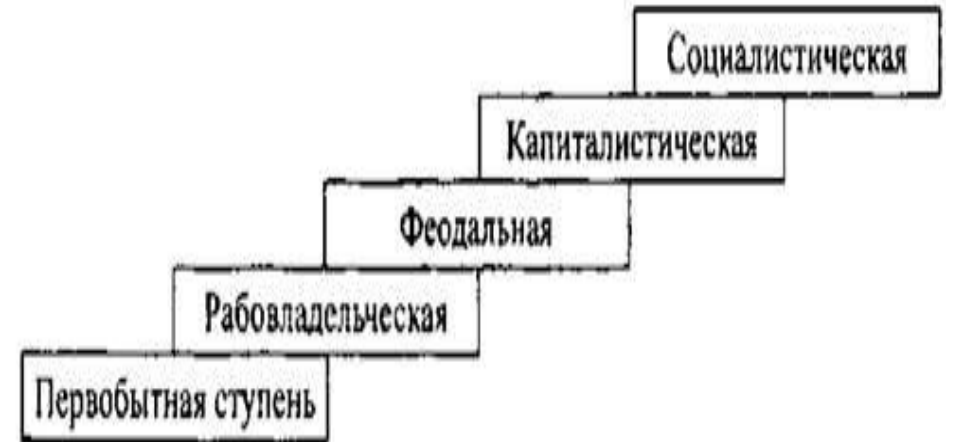 Социалистическая
Капиталистическая
Феодальная
Рабовладельческая
Первобытная ступень